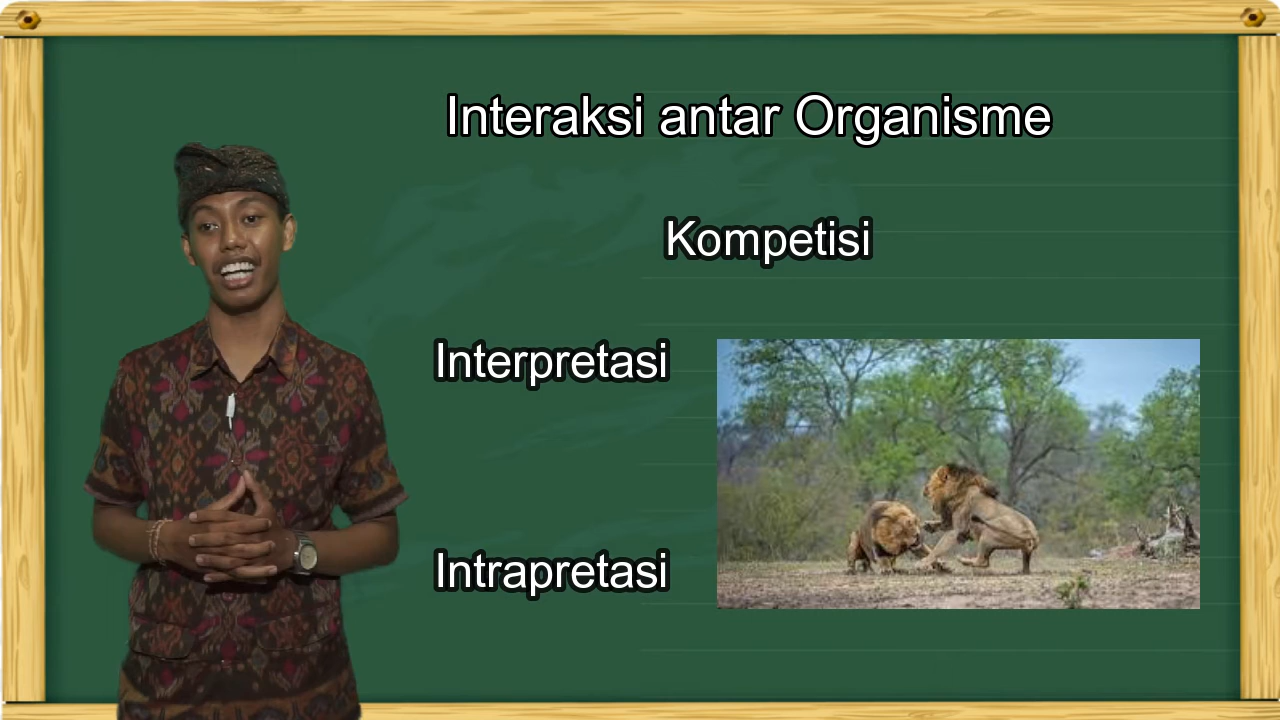 Interaksi antar Organisme
Kompetisi
Interpretasi
Intrapretasi